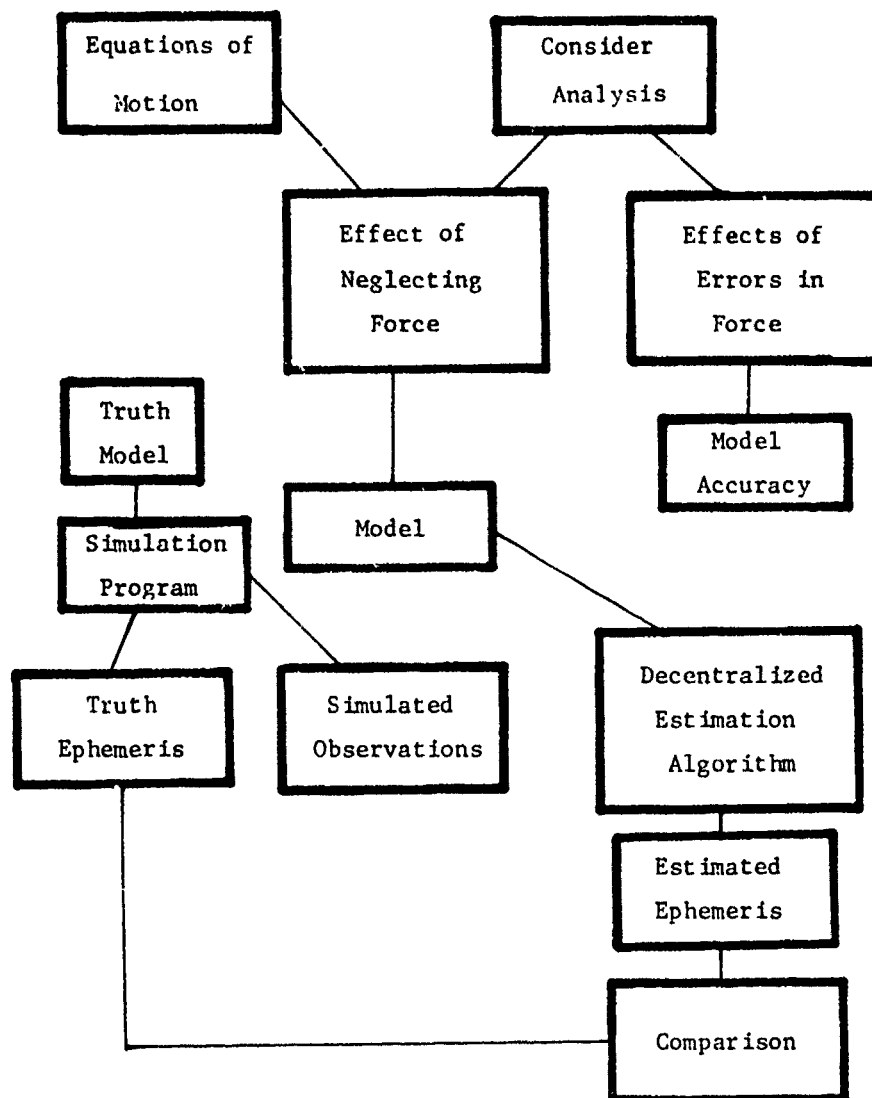 Equations of
Motion
Consider
Analysis
Effect of
Neglecting
Force
Effects of
Errors in
Force
Truth
Model
Model
Accuracy
Model
Simulation
Program
Truth
Ephemeris
Simulated
Observations
Decentralized
Estimation
Algorithm
Estimated
Ephemeris
Comparison